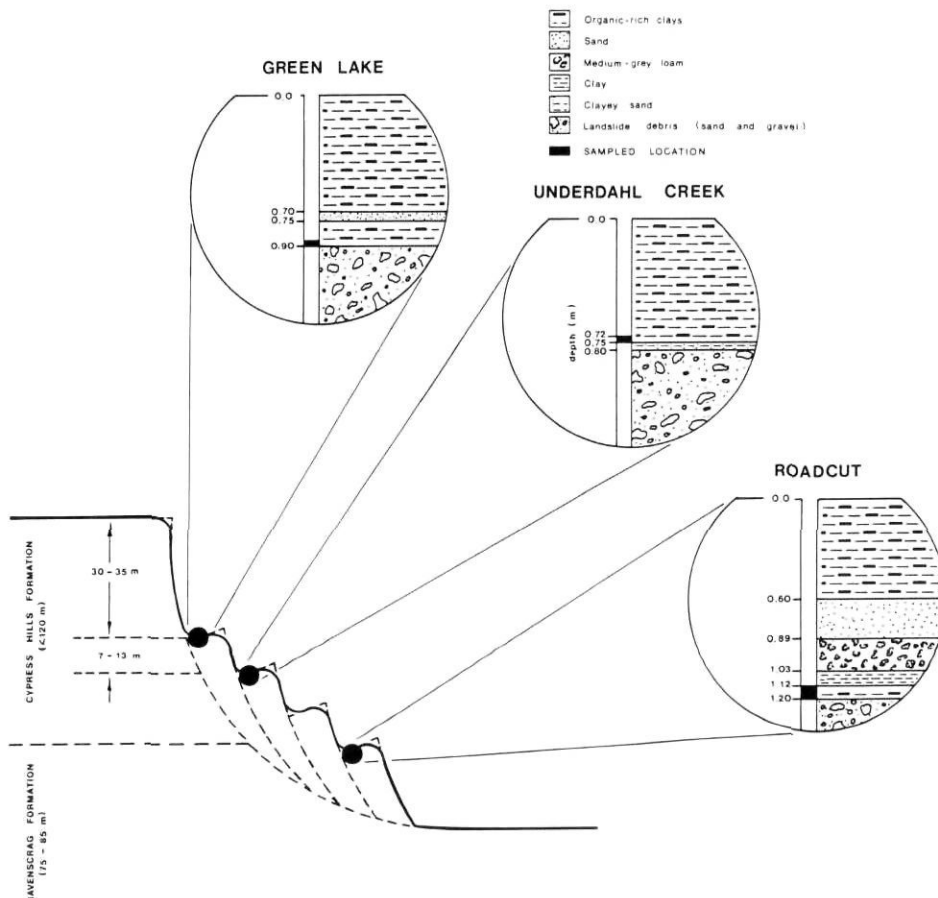 Organic-rich clays
Sand
Medium-grey loam
Clay
Clayey sand
Landslide debris (sand and gravel)
SAMPLED LOCATION
GREEN LAKE
0.0
0.70
0.75
0.90
UNDERDAHL CREEK
0.0
depth (m)
0.72
0.75
0.80
ROADCUT
0.0
0.60
0.89
1.03
1.12
1.20
CYPRESS HILLS FORMATION
(<120 m)
30-35 m
7-13 m
AVENSCRAG FORMATION
(75-85 m)